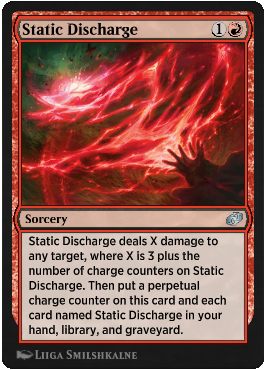 Static Discharge 1
Sorcery
Static Discharge deals X damage to
any target, where X is 3 plus the
number of charge counters on Static
Discharge. Then put a perpetual
charge counter on this card and each
card named Static Discharge in your
hand, library, and graveyard.
Liiga Smilshkalne